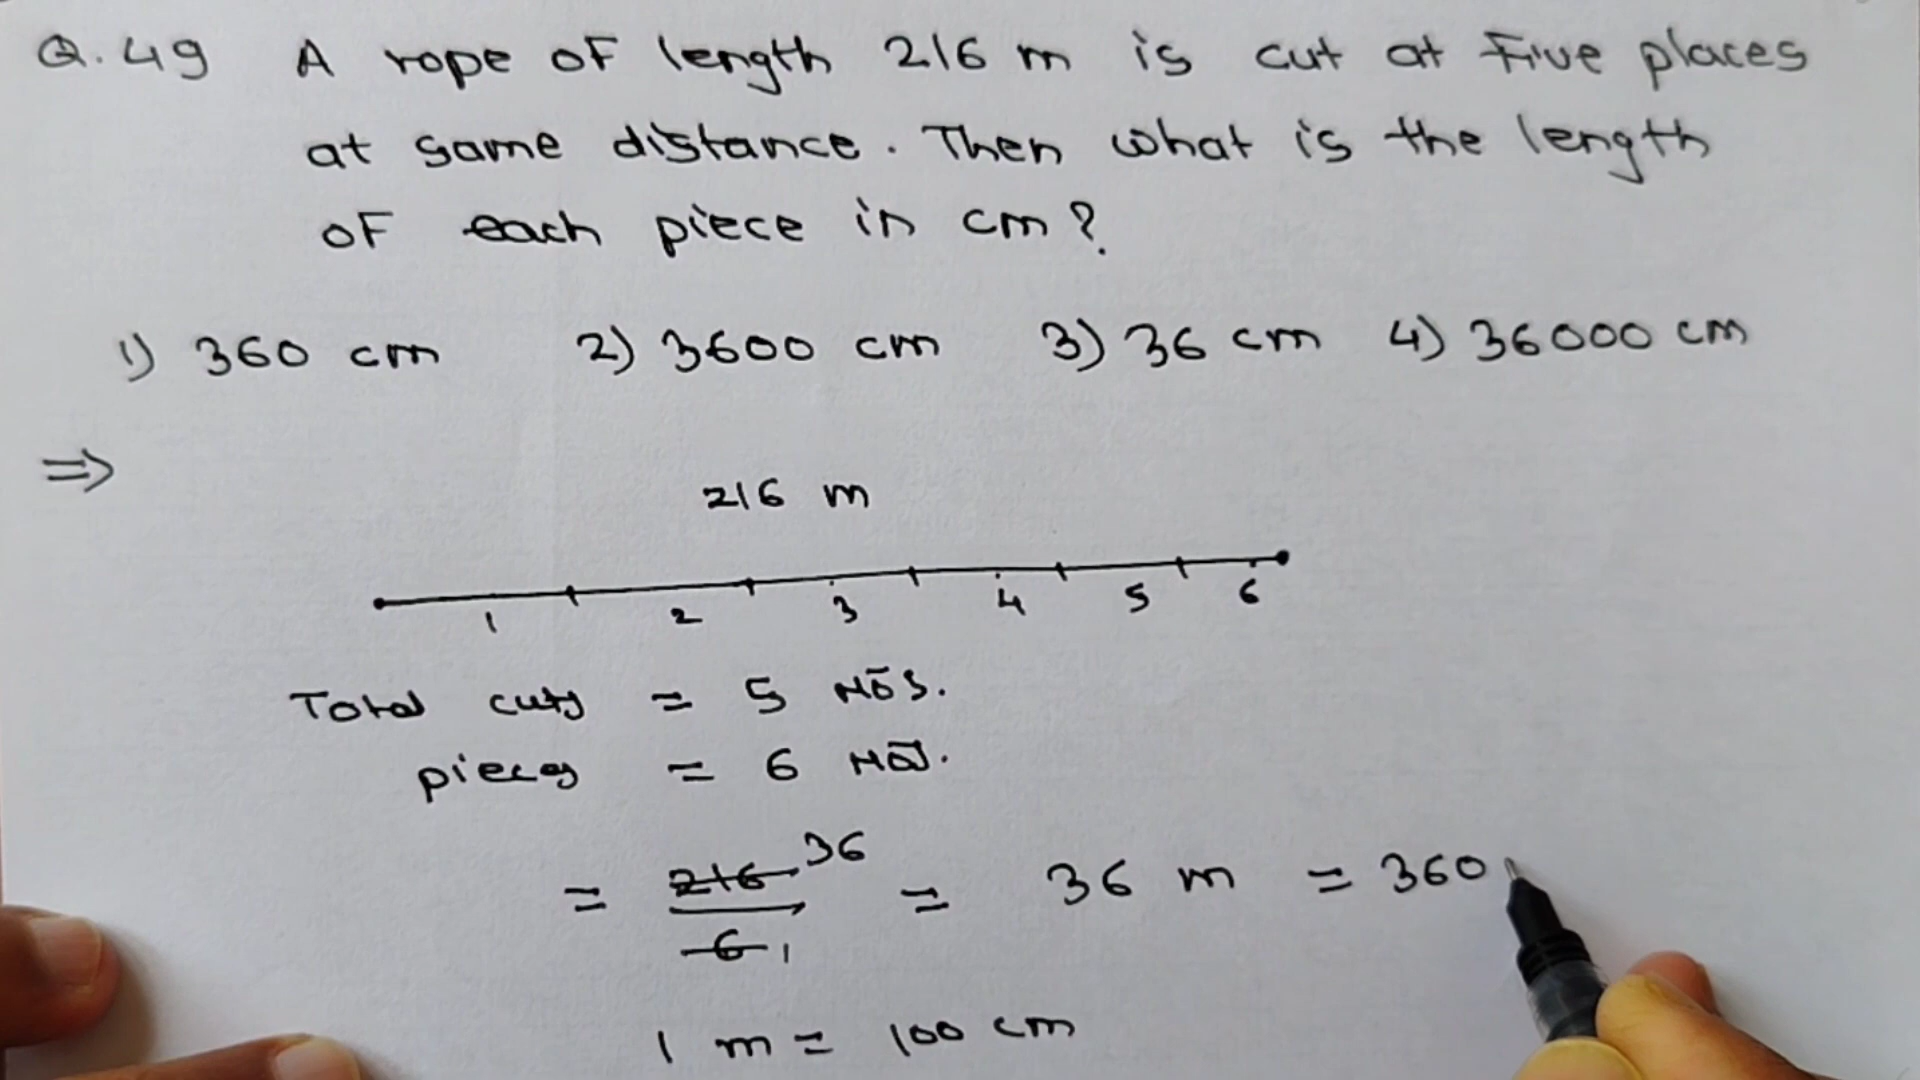 Q. 49 A rope of length 216 m is cut at five places
at same distance. Then what is the length
of each piece in cm?
1) 360 cm 2) 3600 cm 3) 36 cm 4) 36000 cm
⇒
216 m
1 2 3 4 5 6
Total cuts = 5 Nos.
pieces = 6 Nos.
= 216 36 = 36 m = 360
6 1
1 m = 100 cm